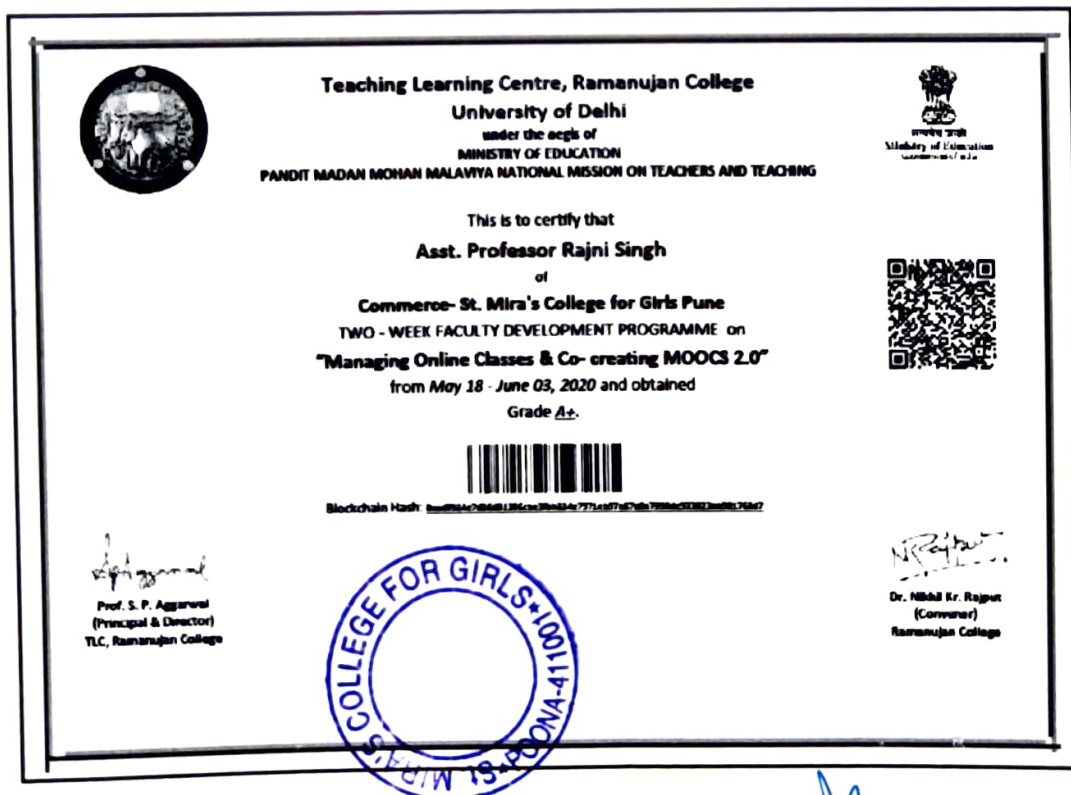 Teaching Learning Centre, Ramanujan College
University of Delhi
under the aegis of
MINISTRY OF EDUCATION
PANDIT MADAN MOHAN MALAVIYA NATIONAL MISSION ON TEACHERS AND TEACHING
Ministry of Education
This is to certify that
Asst. Professor Rajni Singh
of
Commerce- St. Mira's College for Girls Pune
TWO - WEEK FACULTY DEVELOPMENT PROGRAMME on
"Managing Online Classes & Co- creating MOOCS 2.0"
from May 18 - June 03, 2020 and obtained
Grade A+.
Blockchain Hash:
Prof. S. P. Aggarwal
(Principal & Director)
TLC, Ramanujan College
Dr. Nikhil Kr. Rajput
(Convener)
Ramanujan College
St. MIRA'S COLLEGE FOR GIRLS*POONA-411001*